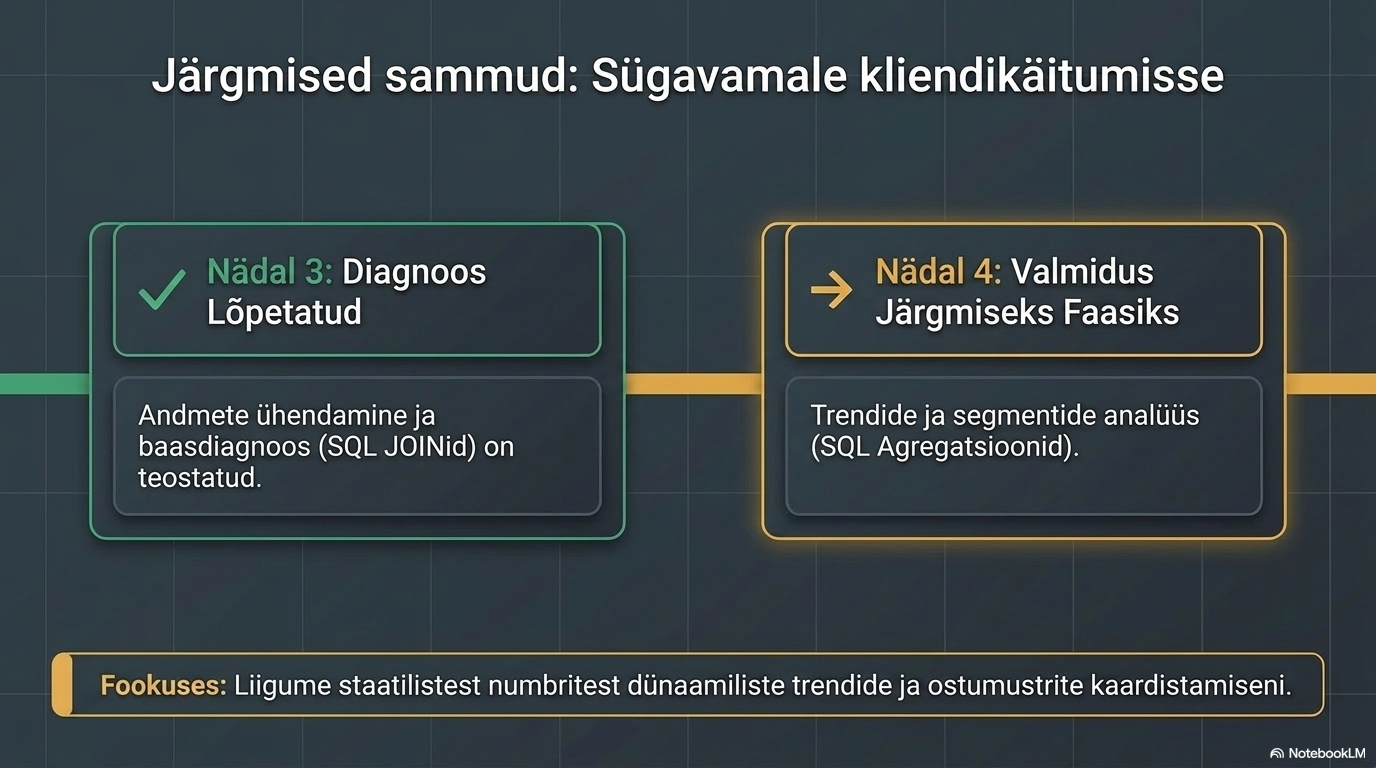 Järgmised sammud: Sügavamale kliendikäitumisse
Nädal 3: Diagnoos
Lõpetatud
Andmete ühendamine ja
baasdiagnoos (SQL JOINid) on
teostatud.
Nädal 4: Valmidus
Järgmiseks Faasiks
Trendide ja segmentide analüüs
(SQL Agregatsioonid).
Fookuses: Liigume staatilistest numbritest dünaamiliste trendide ja ostumustrite kaardistamiseni.
NotebookLM